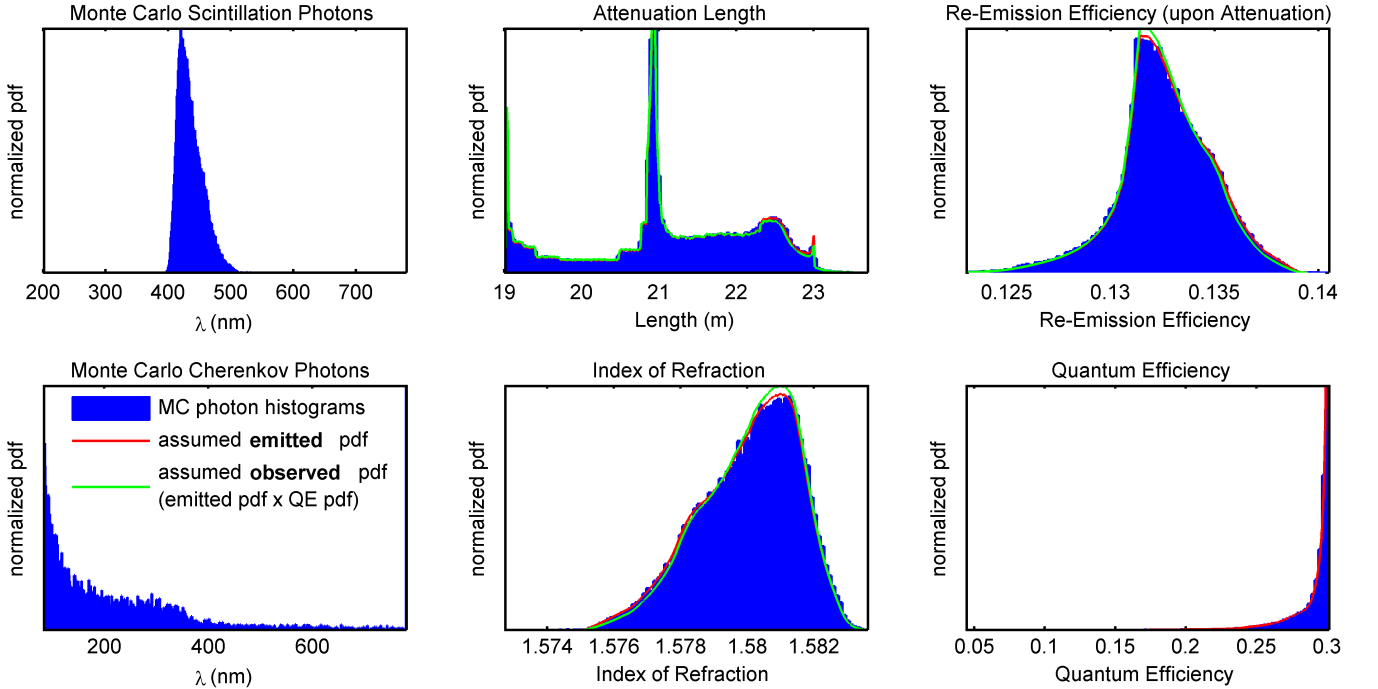 Monte Carlo Scintillation Photons
normalized pdf
200 300 400 500 600 700
λ (nm)
Attenuation Length
normalized pdf
19 20 21 22 23
Length (m)
Re-Emission Efficiency (upon Attenuation)
normalized pdf
0.125 0.13 0.135 0.14
Re-Emission Efficiency
Monte Carlo Cherenkov Photons
normalized pdf
MC photon histograms
assumed emitted pdf
assumed observed pdf
(emitted pdf x QE pdf)
200 400 600
λ (nm)
Index of Refraction
normalized pdf
1.574 1.576 1.578 1.58 1.582
Index of Refraction
Quantum Efficiency
normalized pdf
0.05 0.1 0.15 0.2 0.25 0.3
Quantum Efficiency